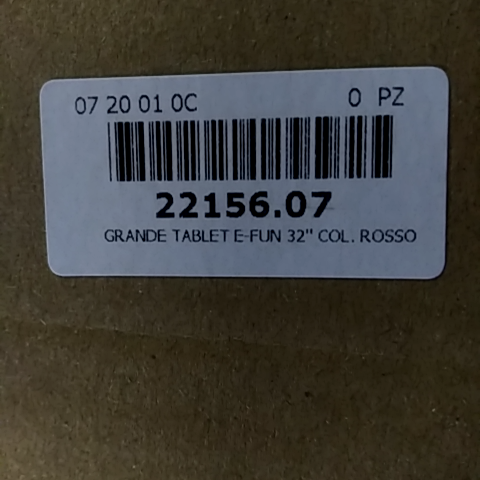 07 20 01 0C 0 PZ
22156.07
GRANDE TABLET E-FUN 32" COL. ROSSO